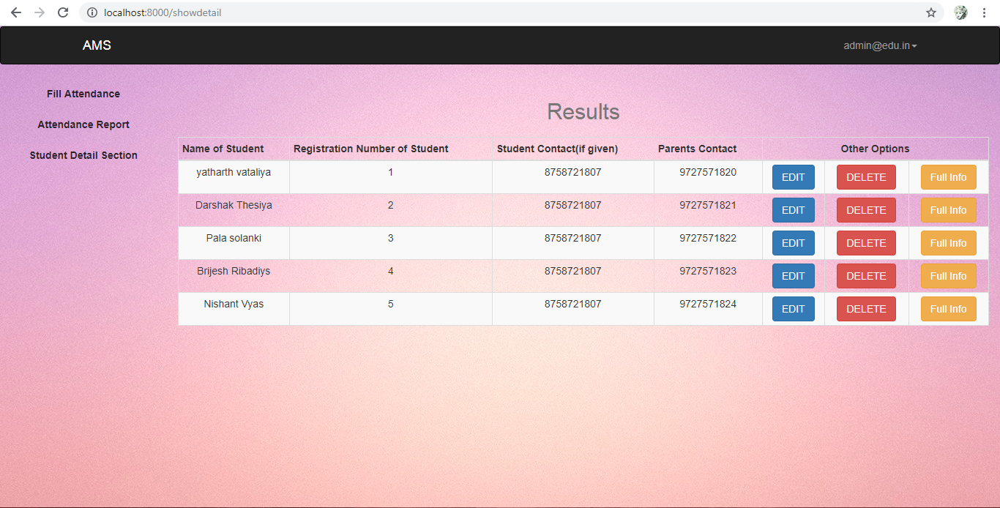 localhost:8000/showdetail
AMS admin@edu.in
Fill Attendance
Attendance Report
Student Detail Section
Results
Name of Student Registration Number of Student Student Contact(if given) Parents Contact Other Options
yatharth vataliya 1 8758721807 9727571820 EDIT DELETE Full Info
Darshak Thesiya 2 8758721807 9727571821 EDIT DELETE Full Info
Pala solanki 3 8758721807 9727571822 EDIT DELETE Full Info
Brijesh Ribadiys 4 8758721807 9727571823 EDIT DELETE Full Info
Nishant Vyas 5 8758721807 9727571824 EDIT DELETE Full Info